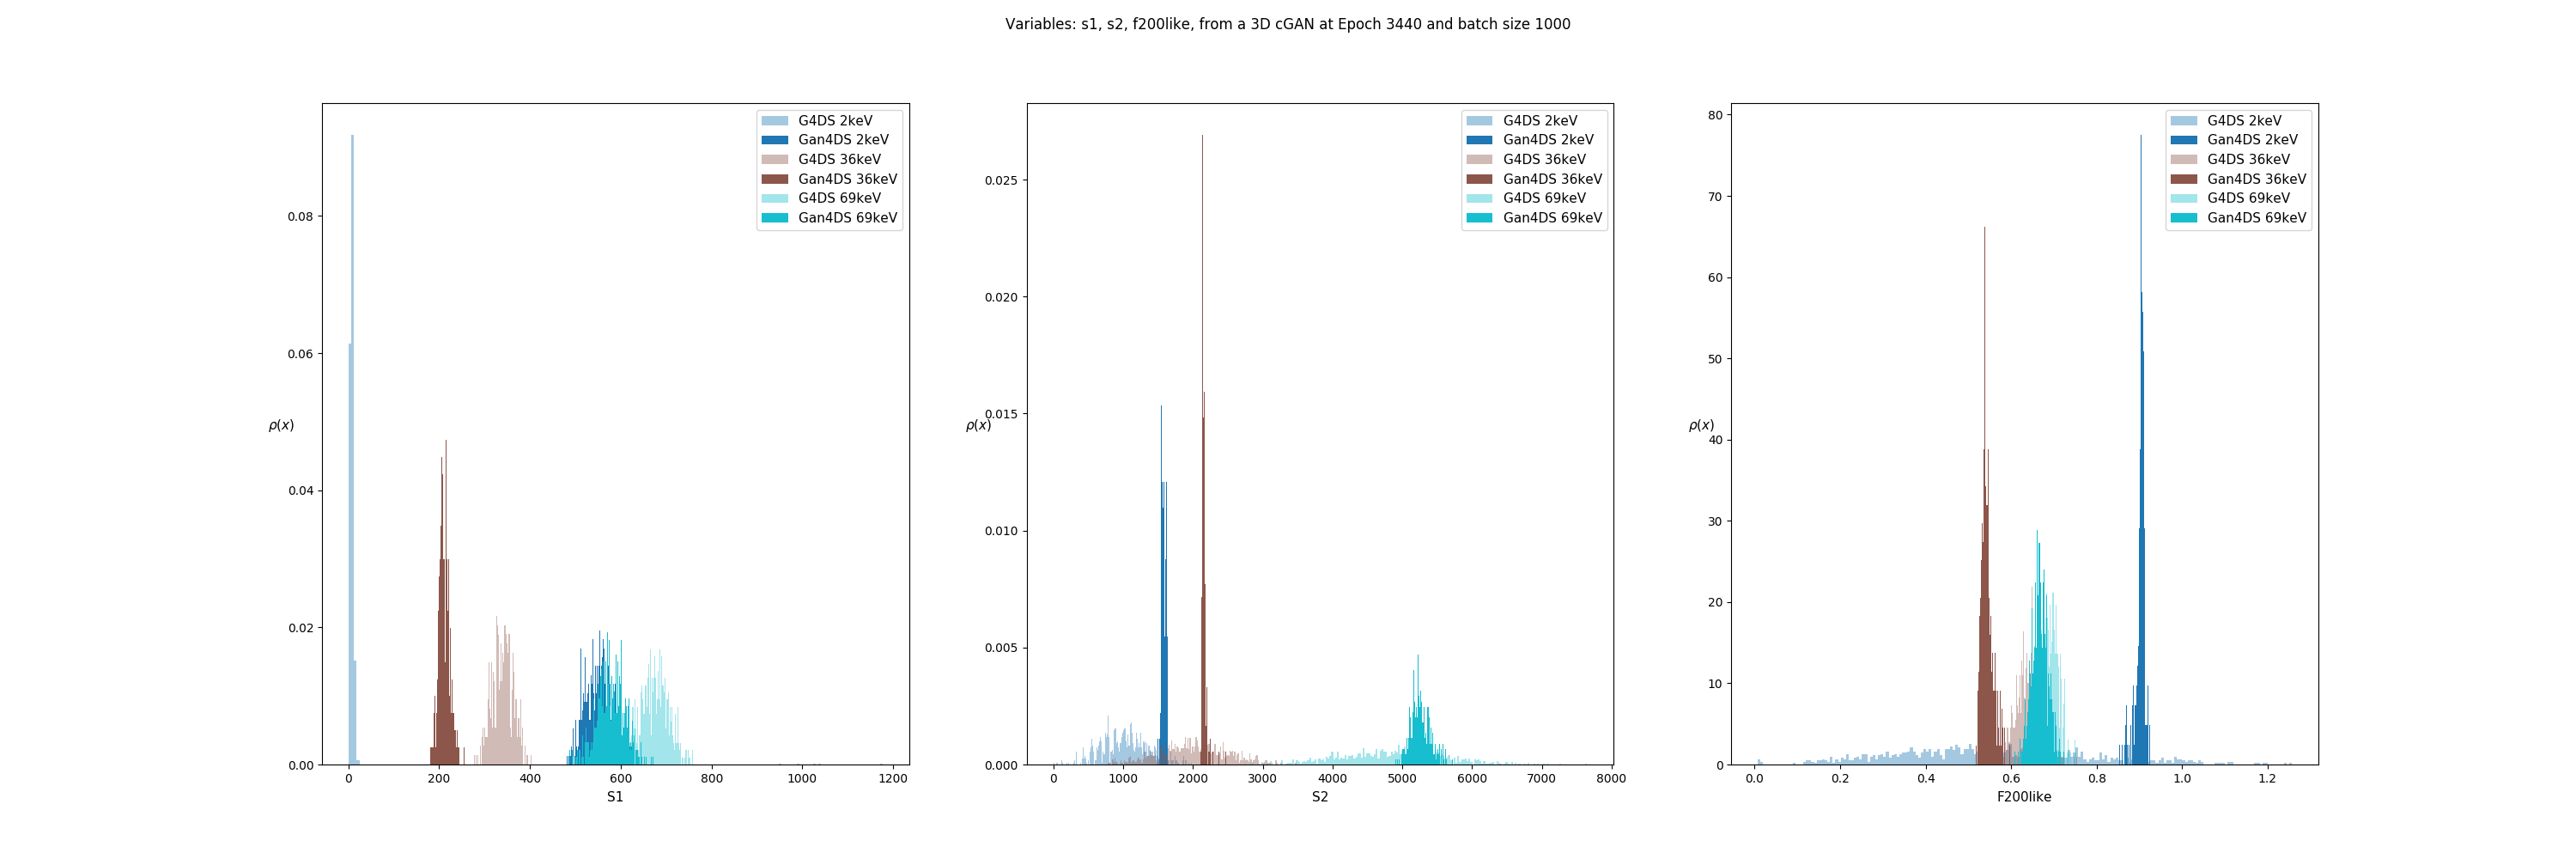 Variables: s1, s2, f200like, from a 3D cGAN at Epoch 3440 and batch size 1000
G4DS 2keV
Gan4DS 2keV
G4DS 36keV
Gan4DS 36keV
G4DS 69keV
Gan4DS 69keV
0.08
0.06
ρ(x)
0.04
0.02
0.00
0 200 400 600 800 1000 1200
S1
G4DS 2keV
Gan4DS 2keV
G4DS 36keV
Gan4DS 36keV
G4DS 69keV
Gan4DS 69keV
0.025
0.020
0.015
ρ(x)
0.010
0.005
0.000
0 1000 2000 3000 4000 5000 6000 7000 8000
S2
G4DS 2keV
Gan4DS 2keV
G4DS 36keV
Gan4DS 36keV
G4DS 69keV
Gan4DS 69keV
80
70
60
50
ρ(x)
40
30
20
10
0
0.0 0.2 0.4 0.6 0.8 1.0 1.2
F200like